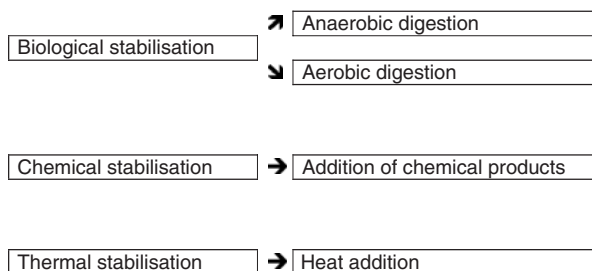 Anaerobic digestion
Biological stabilisation
Aerobic digestion
Chemical stabilisation
Addition of chemical products
Thermal stabilisation
Heat addition